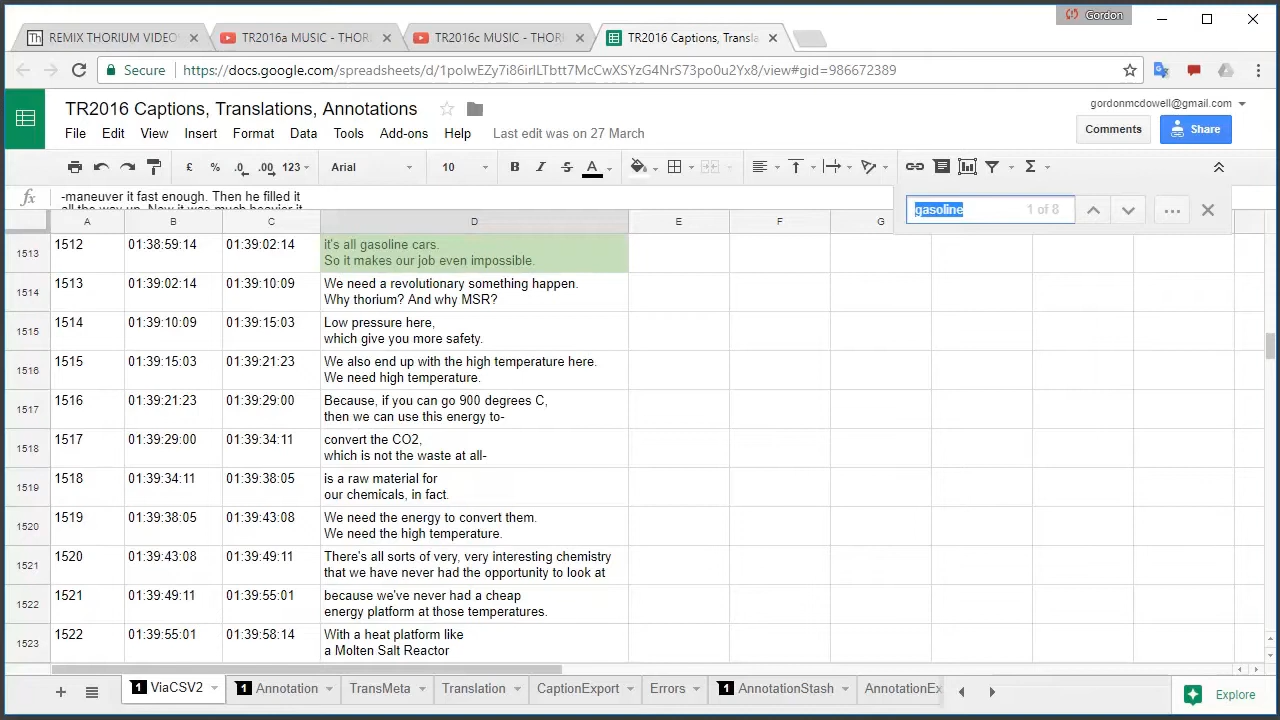 Gordon
REMIX THORIUM VIDEO
TR2016a MUSIC - THOR
TR2016c MUSIC - THOR
TR2016 Captions, Transla
Secure
TR2016 Captions, Translations, Annotations
gordonmcdowell@gmail.com
File Edit View Insert Format Data Tools Add-ons Help Last edit was on 27 March
Comments Share
£ % .0 .00 123 Arial 10 B I S A Σ
fx -maneuver it fast enough. Then he filled it
all the way up. Now it was much heavier it
gasoline 1 of 8
A B C D E F G
1513 1512 01:38:59:14 01:39:02:14 it's all gasoline cars.
So it makes our job even impossible.
1514 1513 01:39:02:14 01:39:10:09 We need a revolutionary something happen.
Why thorium? And why MSR?
1515 1514 01:39:10:09 01:39:15:03 Low pressure here,
which give you more safety.
1516 1515 01:39:15:03 01:39:21:23 We also end up with the high temperature here.
We need high temperature.
1517 1516 01:39:21:23 01:39:29:00 Because, if you can go 900 degrees C,
then we can use this energy to-
1518 1517 01:39:29:00 01:39:34:11 convert the CO2,
which is not the waste at all-
1519 1518 01:39:34:11 01:39:38:05 is a raw material for
our chemicals, in fact.
1520 1519 01:39:38:05 01:39:43:08 We need the energy to convert them.
We need the high temperature.
1521 1520 01:39:43:08 01:39:49:11 There's all sorts of very, very interesting chemistry
that we have never had the opportunity to look at
1522 1521 01:39:49:11 01:39:55:01 because we've never had a cheap
energy platform at those temperatures.
1523 1522 01:39:55:01 01:39:58:14 With a heat platform like
a Molten Salt Reactor
1 ViaCSV2 1 Annotation TransMeta Translation CaptionExport Errors 1 AnnotationStash AnnotationEx Explore